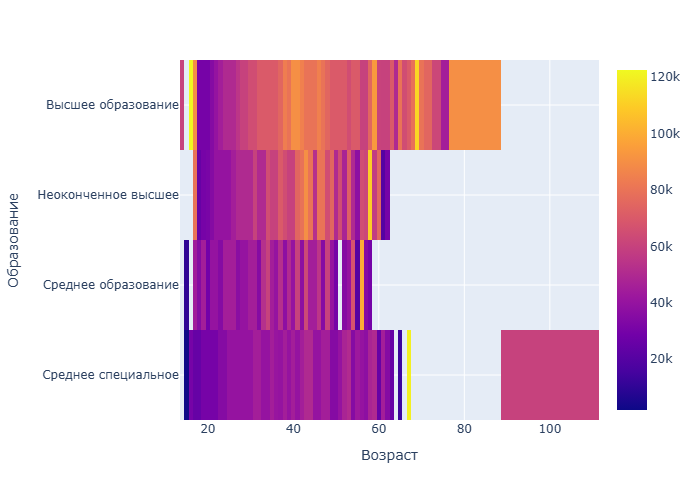 Образование
Высшее образование
Неоконченное высшее
Среднее образование
Среднее специальное
20 40 60 80 100
Возраст
120k
100k
80k
60k
40k
20k